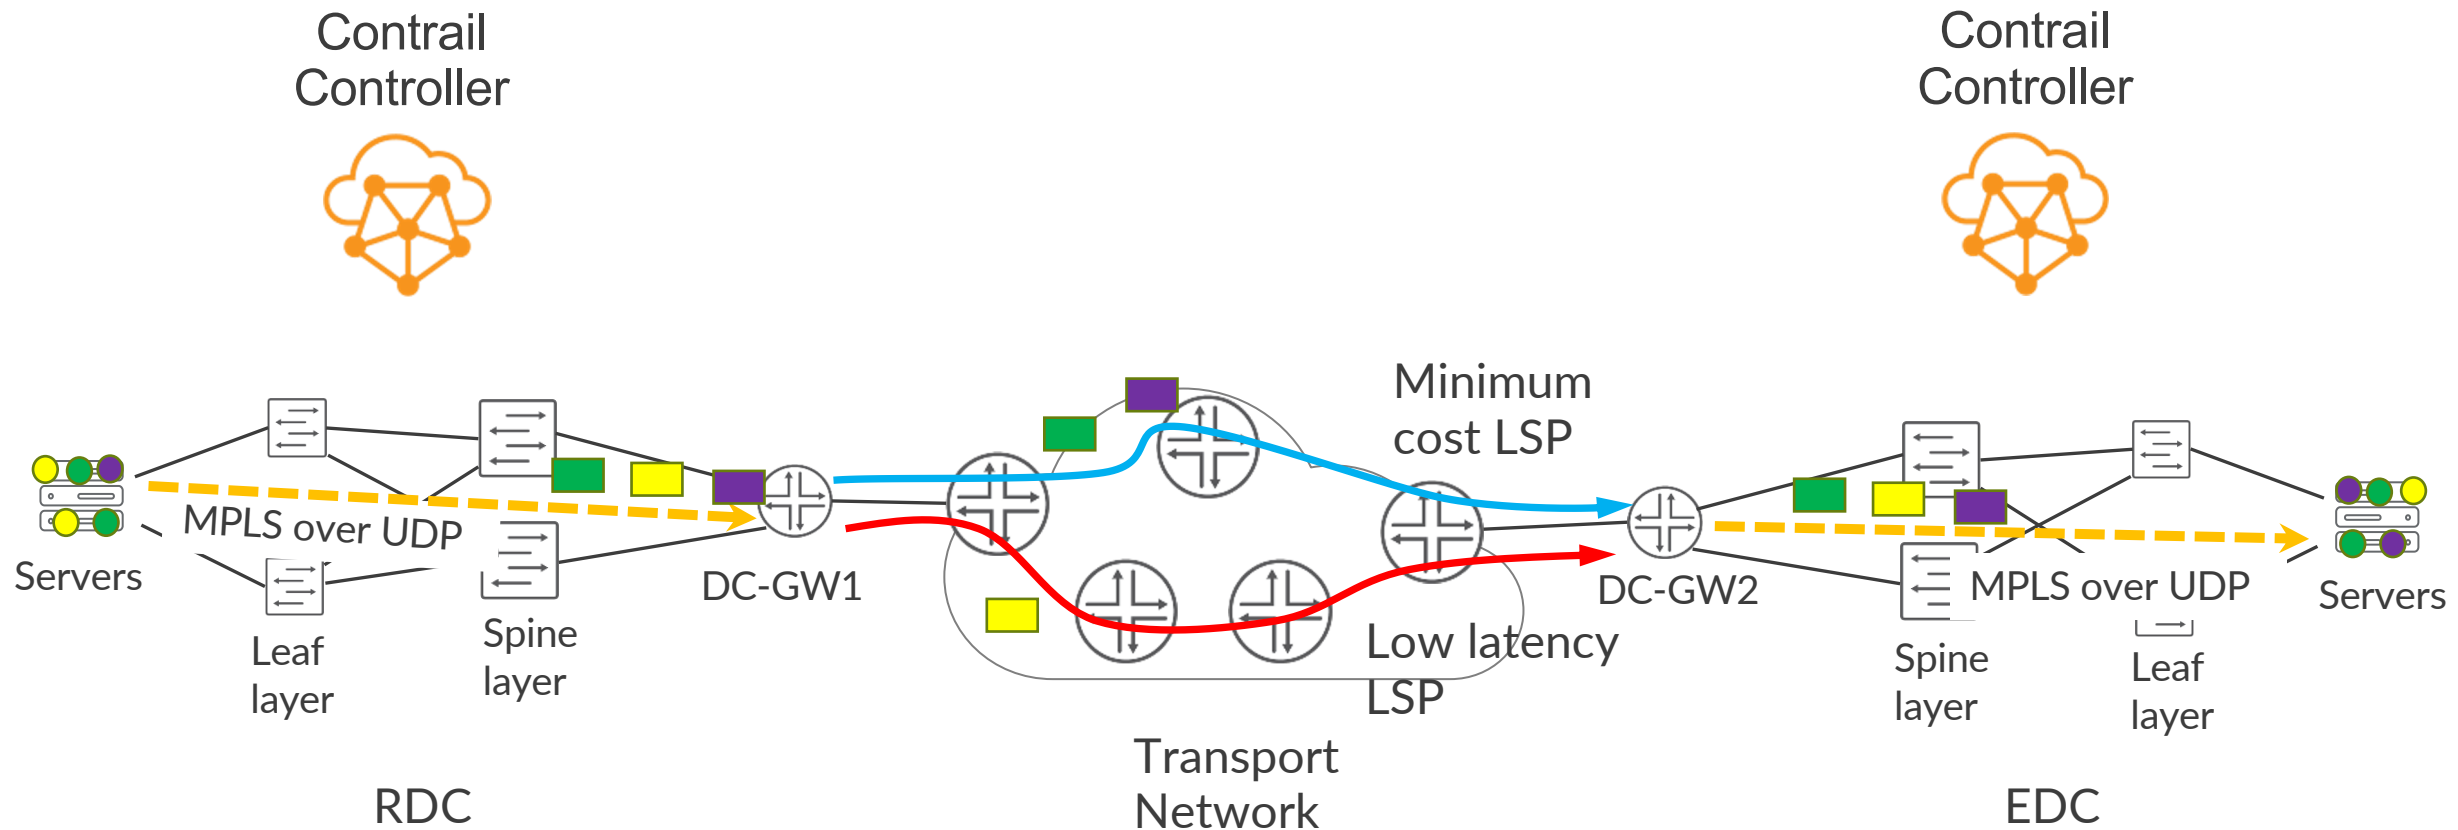 Contrail
Controller
Contrail
Controller
Minimum
cost LSP
MPLS over UDP
Servers
DC-GW1
DC-GW2
MPLS over UDP
Servers
Leaf
layer
Spine
layer
Low latency
LSP
Spine
layer
Leaf
layer
Transport
Network
RDC
EDC